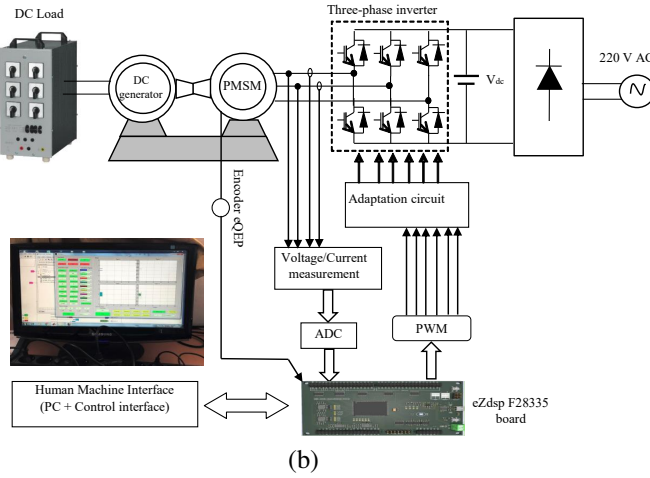 DC Load
Three-phase inverter
220 V AC
DC
generator
PMSM
Vdc
Encoder eQEP
Adaptation circuit
Voltage/Current
measurement
ADC
PWM
Human Machine Interface
(PC + Control interface)
eZdsp F28335
board
(b)